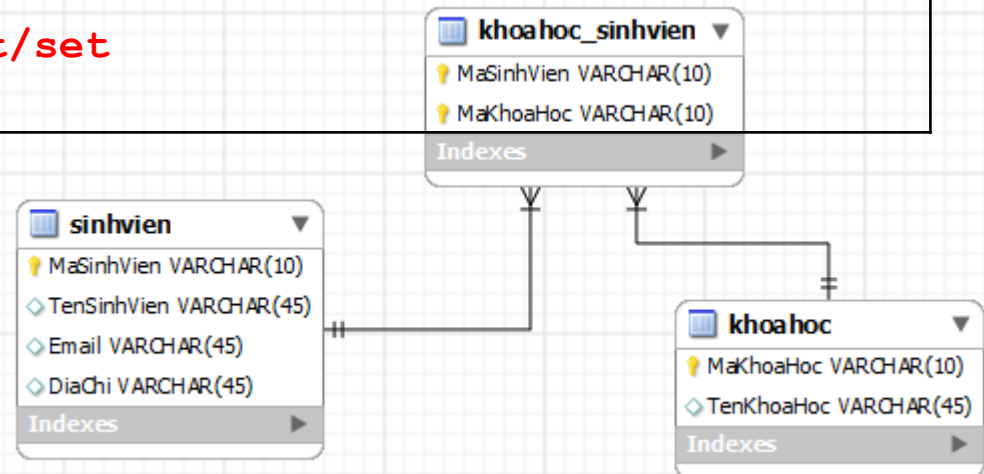 t/set
khoahoc_sinhvien
MaSinhVien VARCHAR(10)
MaKhoaHoc VARCHAR(10)
Indexes
sinhvien
MaSinhVien VARCHAR(10)
TenSinhVien VARCHAR(45)
Email VARCHAR(45)
DiaChi VARCHAR(45)
Indexes
khoahoc
MaKhoaHoc VARCHAR(10)
TenKhoaHoc VARCHAR(45)
Indexes